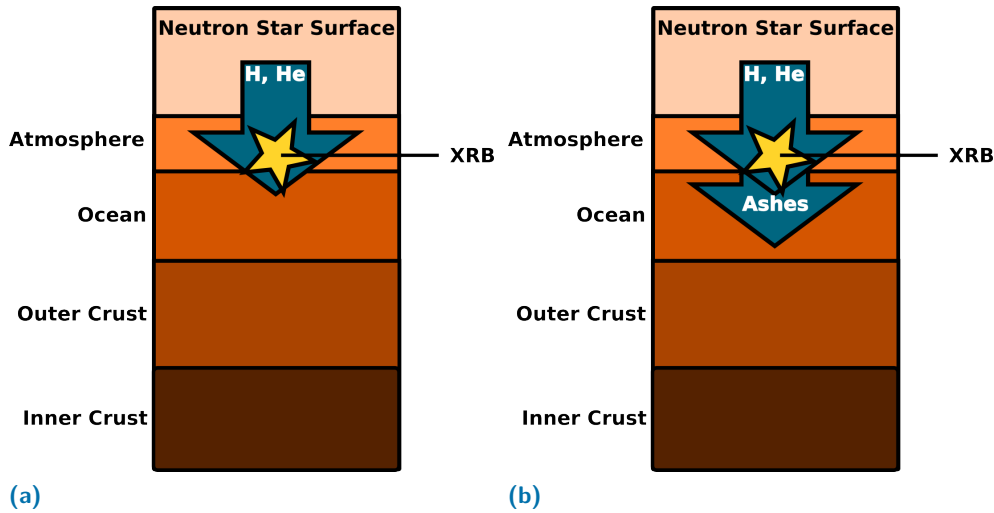 Neutron Star Surface
H, He
Atmosphere
XRB
Ocean
Outer Crust
Inner Crust
(a)
Neutron Star Surface
H, He
Atmosphere
XRB
Ashes
Ocean
Outer Crust
Inner Crust
(b)